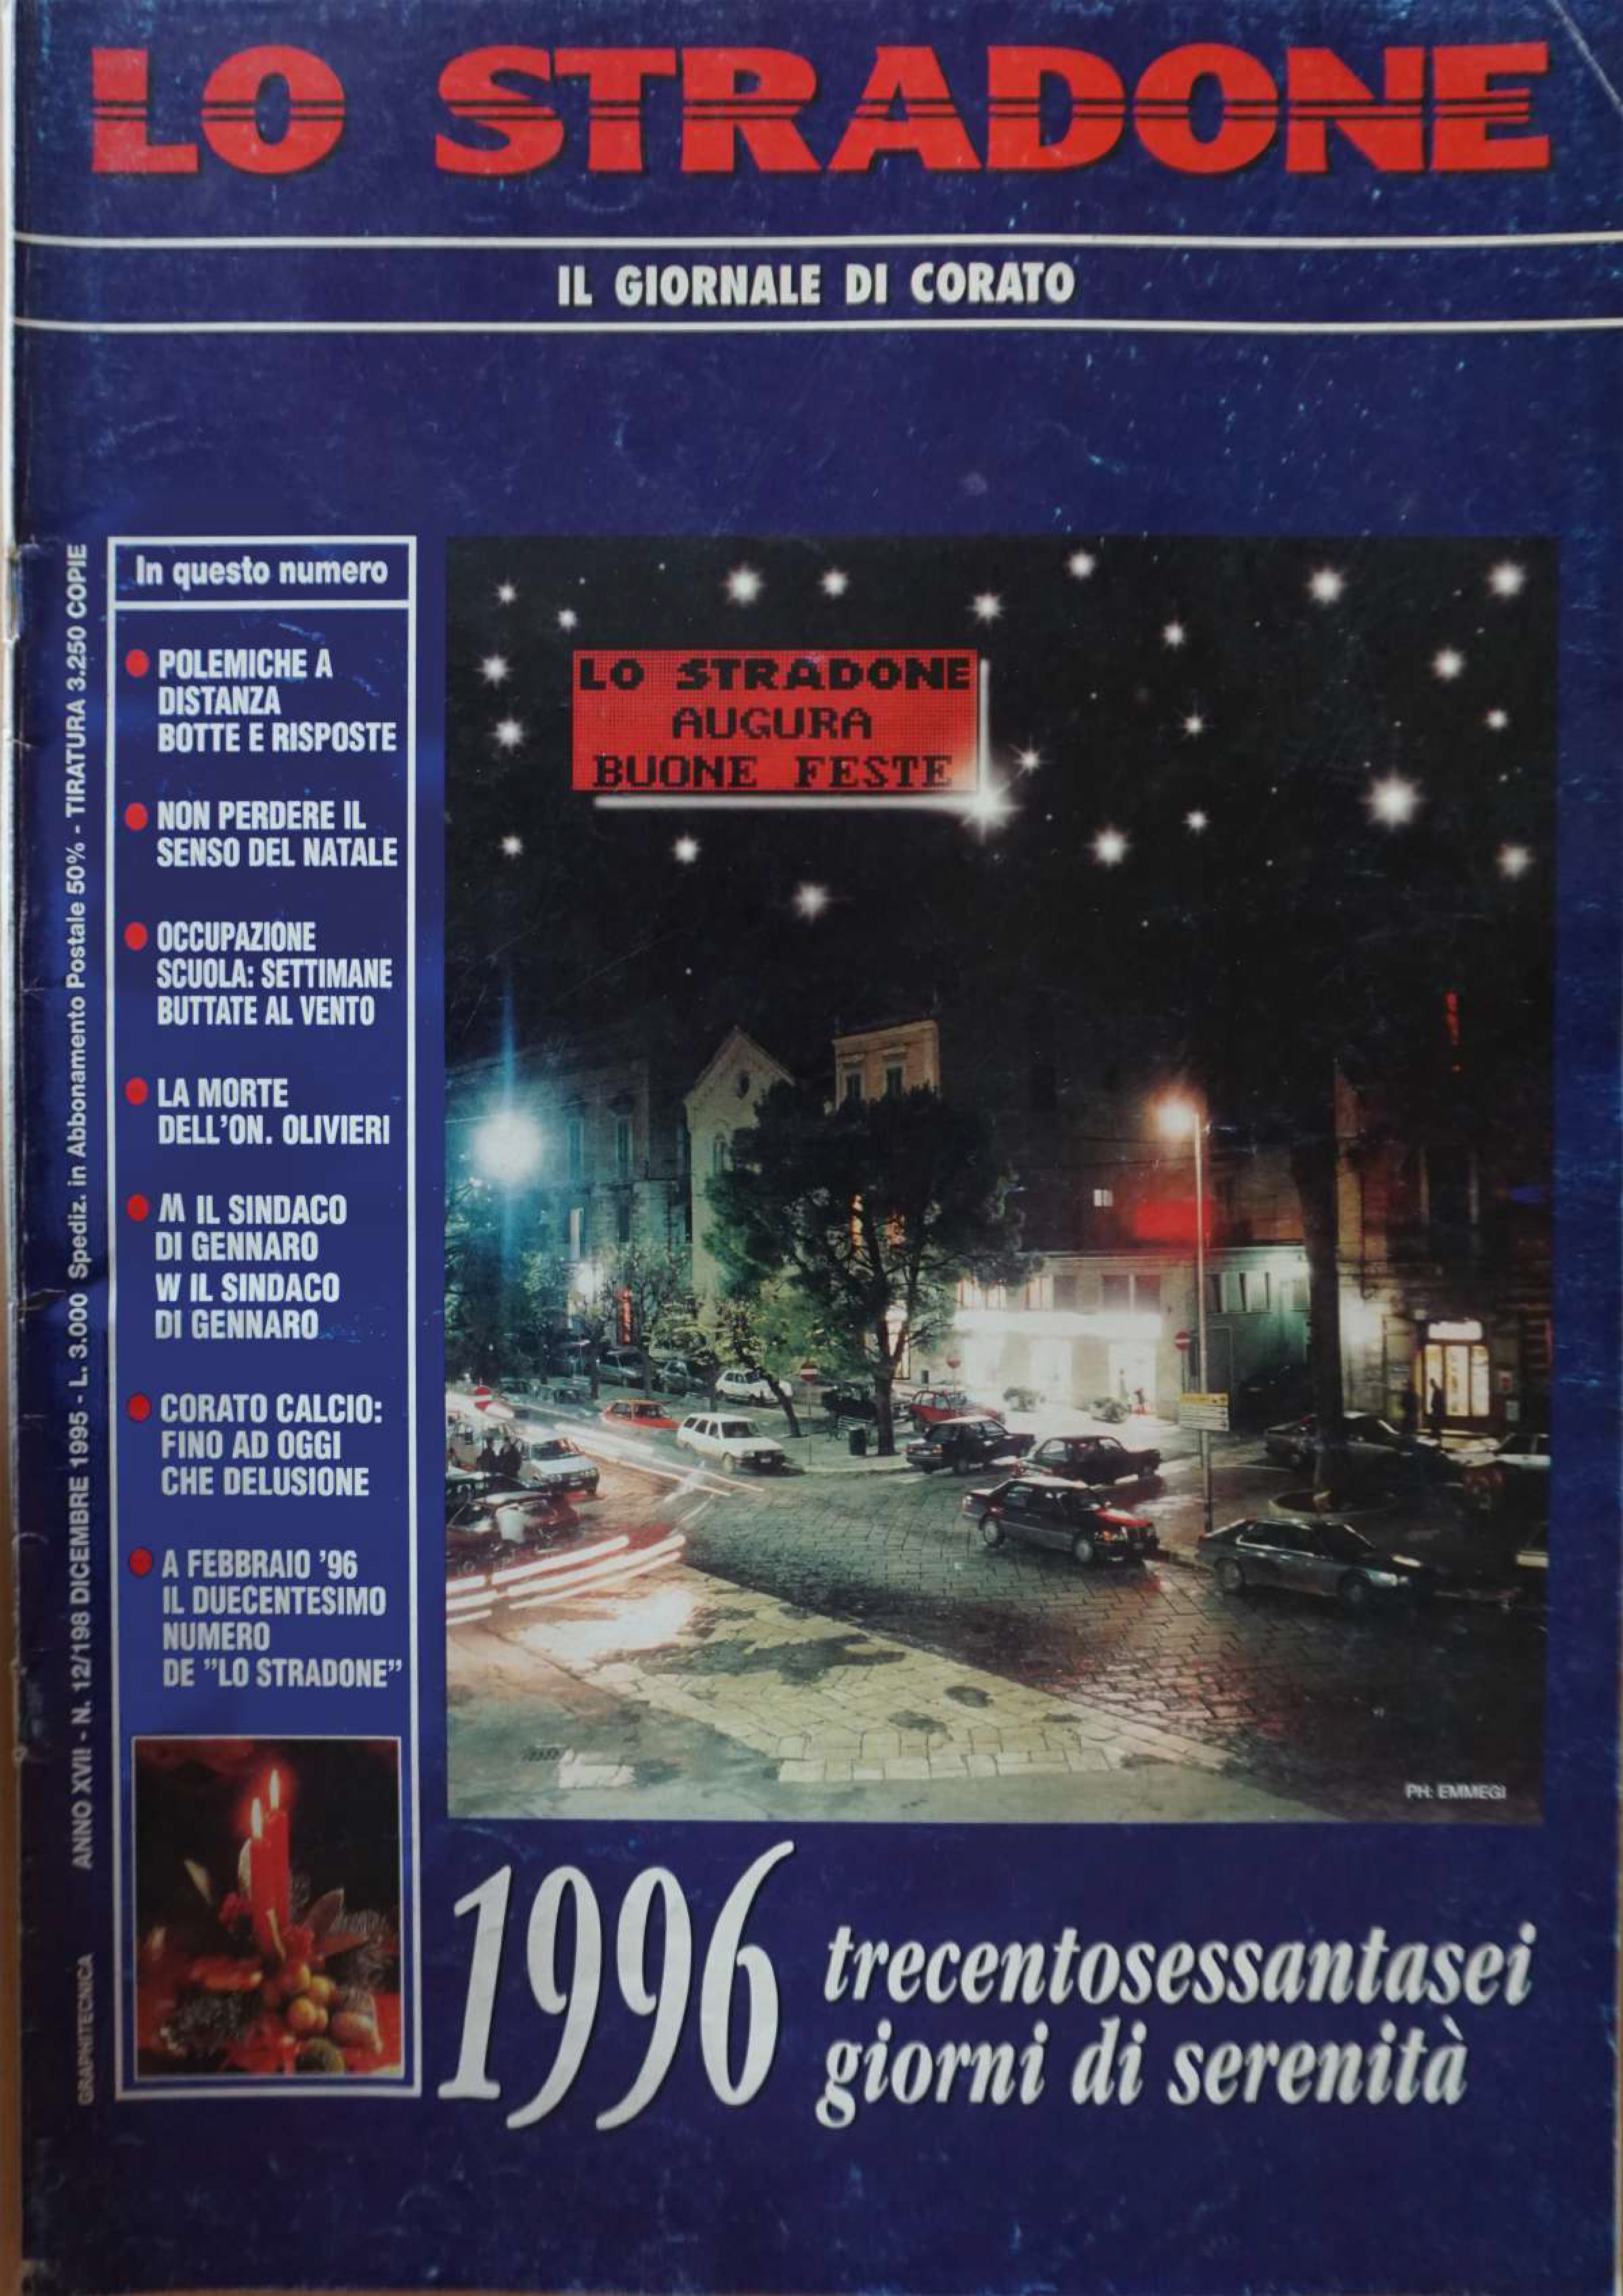 LO STRADONE
IL GIORNALE DI CORATO
ANNO XVII - N. 12/198 DICEMBRE 1995 - L. 3.000 Spediz. in Abbonamento Postale 50% - TIRATURA 3.250 COPIE
GRAPHITECNICA
In questo numero
POLEMICHE A
DISTANZA
BOTTE E RISPOSTE
NON PERDERE IL
SENSO DEL NATALE
OCCUPAZIONE
SCUOLA: SETTIMANE
BUTTATE AL VENTO
LA MORTE
DELL'ON. OLIVIERI
M IL SINDACO
DI GENNARO
W IL SINDACO
DI GENNARO
CORATO CALCIO:
FINO AD OGGI
CHE DELUSIONE
A FEBBRAIO '96
IL DUECENTESIMO
NUMERO
DE "LO STRADONE"
LO STRADONE
AUGURA
BUONE FESTE
PH: EMMEGI
1996 trecentosessantasei
giorni di serenità